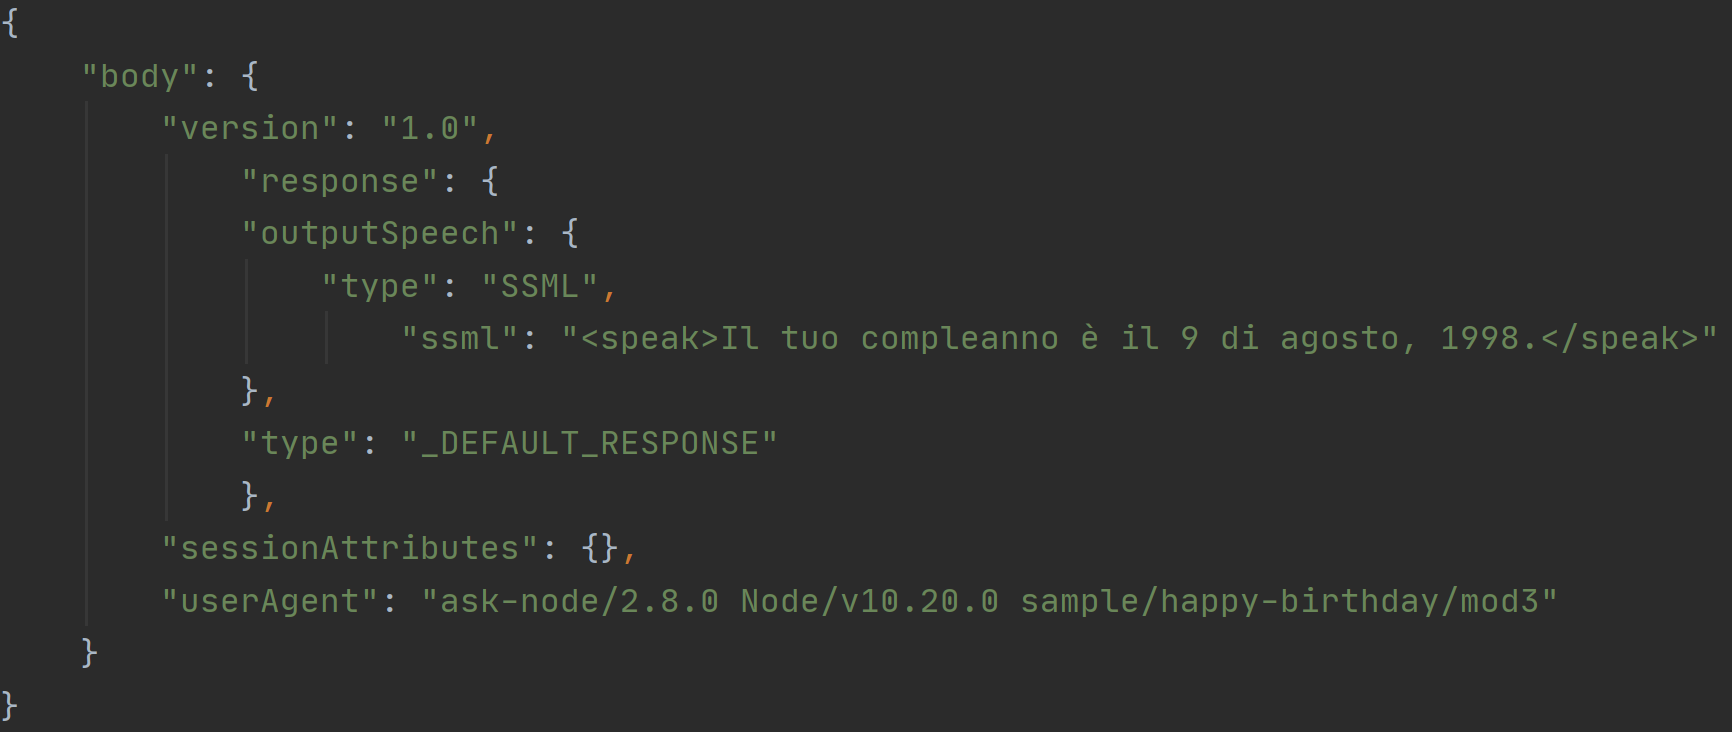 {
    "body": {
        "version": "1.0",
            "response": {
            "outputSpeech": {
                "type": "SSML",
                    "ssml": "<speak>Il tuo compleanno è il 9 di agosto, 1998.</speak>"
            },
            "type": "_DEFAULT_RESPONSE"
            },
        "sessionAttributes": {},
        "userAgent": "ask-node/2.8.0 Node/v10.20.0 sample/happy-birthday/mod3"
    }
}